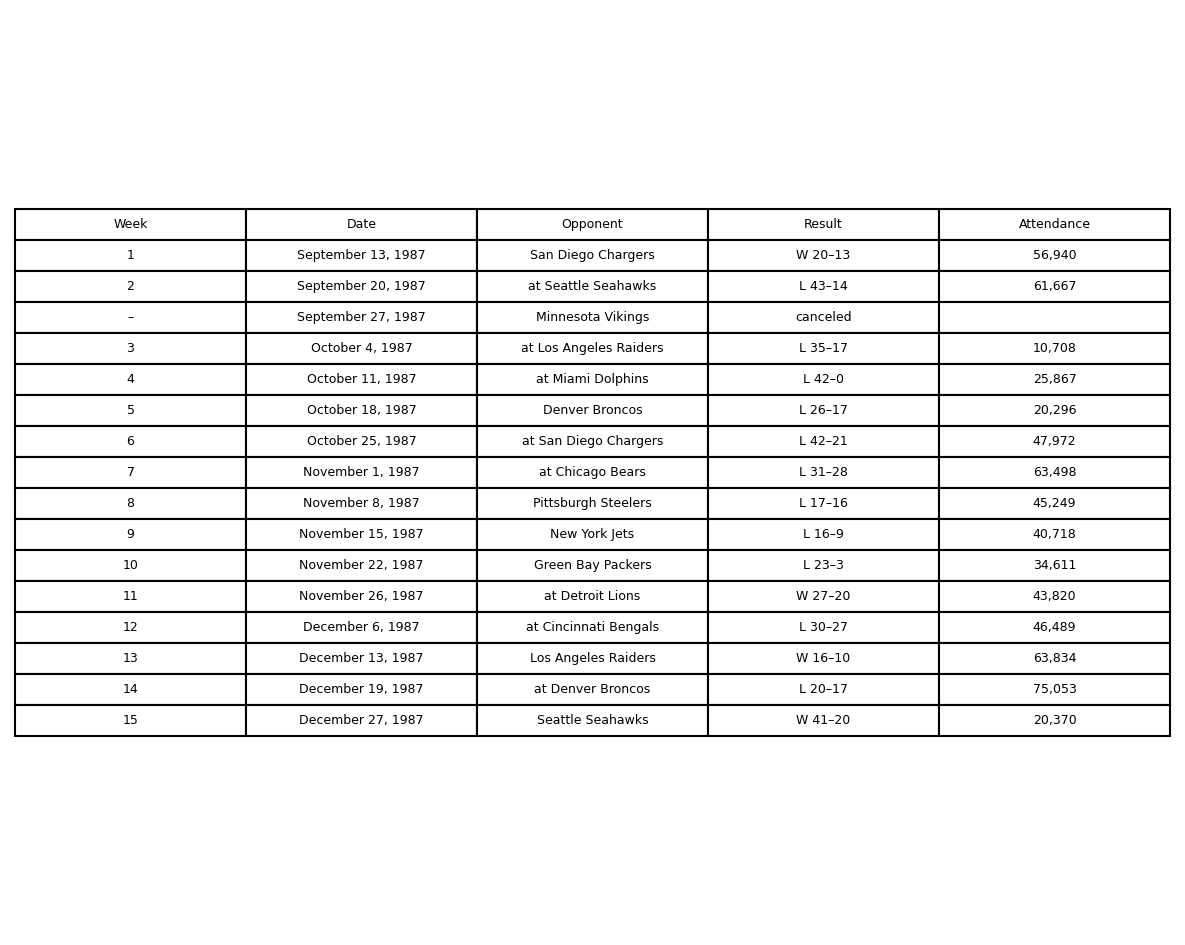 Week Date Opponent Result Attendance
1 September 13, 1987 San Diego Chargers W 20–13 56,940
2 September 20, 1987 at Seattle Seahawks L 43–14 61,667
– September 27, 1987 Minnesota Vikings canceled
3 October 4, 1987 at Los Angeles Raiders L 35–17 10,708
4 October 11, 1987 at Miami Dolphins L 42–0 25,867
5 October 18, 1987 Denver Broncos L 26–17 20,296
6 October 25, 1987 at San Diego Chargers L 42–21 47,972
7 November 1, 1987 at Chicago Bears L 31–28 63,498
8 November 8, 1987 Pittsburgh Steelers L 17–16 45,249
9 November 15, 1987 New York Jets L 16–9 40,718
10 November 22, 1987 Green Bay Packers L 23–3 34,611
11 November 26, 1987 at Detroit Lions W 27–20 43,820
12 December 6, 1987 at Cincinnati Bengals L 30–27 46,489
13 December 13, 1987 Los Angeles Raiders W 16–10 63,834
14 December 19, 1987 at Denver Broncos L 20–17 75,053
15 December 27, 1987 Seattle Seahawks W 41–20 20,370